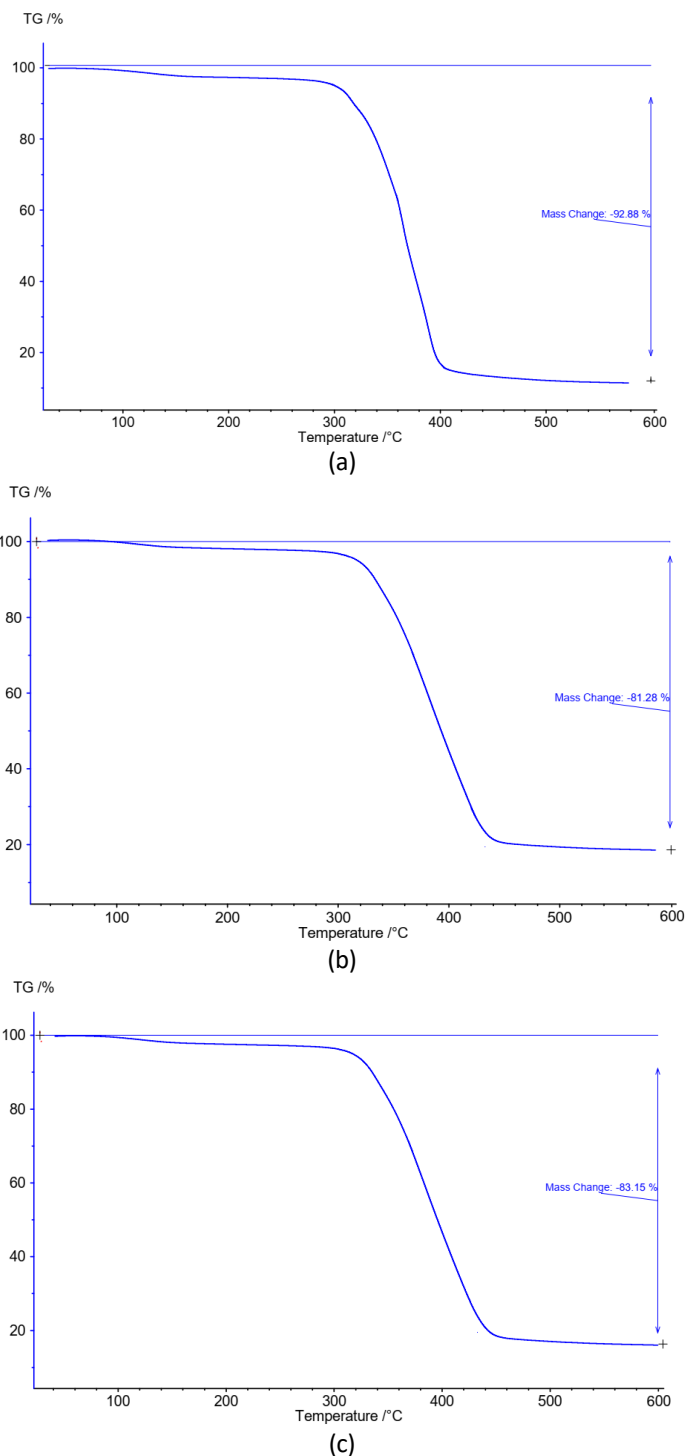 TG /%
100
80
60
40
20
Mass Change: -92.88 %
100 200 300 400 500 600
Temperature /°C
(a)
TG /%
100
80
60
40
20
Mass Change: -81.28 %
100 200 300 400 500 600
Temperature /°C
(b)
TG /%
100
80
60
40
20
Mass Change: -83.15 %
100 200 300 400 500 600
Temperature /°C
(c)